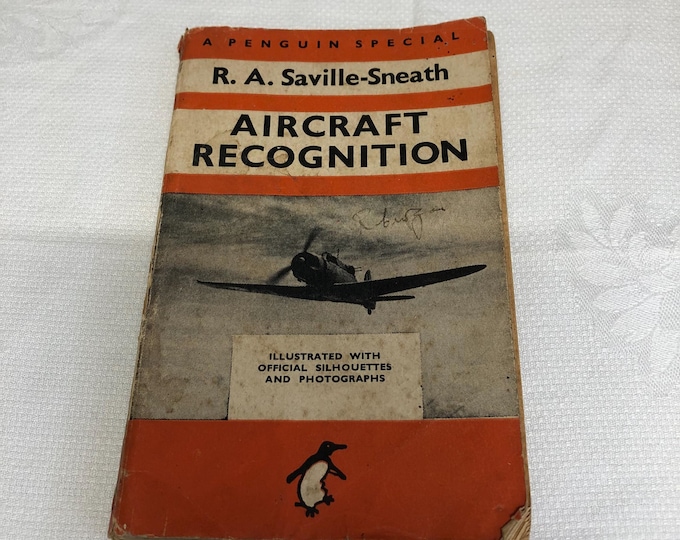 A PENGUIN SPECIAL
R. A. Saville-Sneath
AIRCRAFT
RECOGNITION
ILLUSTRATED WITH
OFFICIAL SILHOUETTES
AND PHOTOGRAPHS